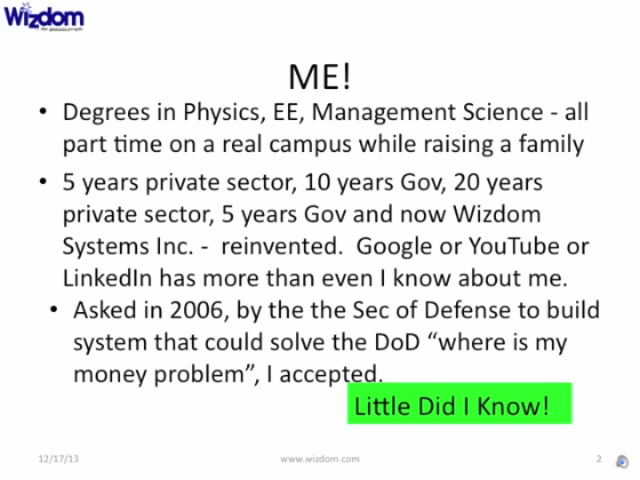 Wizdom
ME!
• Degrees in Physics, EE, Management Science - all
part time on a real campus while raising a family
• 5 years private sector, 10 years Gov, 20 years
private sector, 5 years Gov and now Wizdom
Systems Inc. -  reinvented.  Google or YouTube or
LinkedIn has more than even I know about me.
• Asked in 2006, by the the Sec of Defense to build
system that could solve the DoD “where is my
money problem”, I accepted.
Little Did I Know!
12/17/13
www.wizdom.com
2